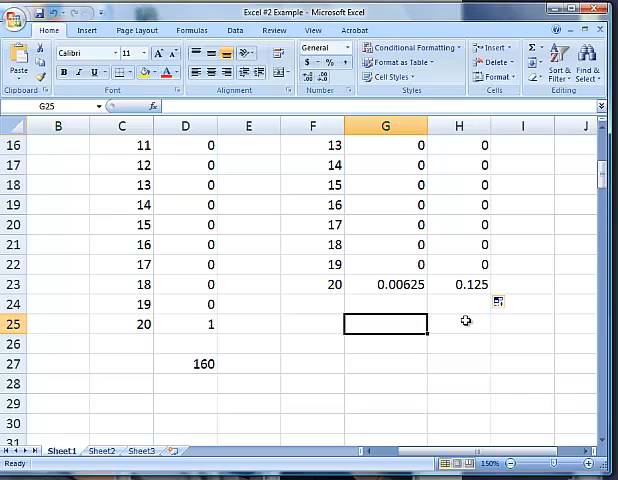 Excel #2 Example - Microsoft Excel
Home Insert Page Layout Formulas Data Review View Acrobat
Paste Calibri 11 A A General Conditional Formatting Insert Σ
B I U A $ % , Format as Table Delete Sort & Filter Find & Select
Cell Styles Format
Clipboard Font Alignment Number Styles Cells Editing
G25 fx
B C D E F G H I J
16 11 0 13 0 0
17 12 0 14 0 0
18 13 0 15 0 0
19 14 0 16 0 0
20 15 0 17 0 0
21 16 0 18 0 0
22 17 0 19 0 0
23 18 0 20 0.00625 0.125
24 19 0
25 20 1
26
27 160
28
29
30
31
Sheet1 Sheet2 Sheet3
Ready 150%